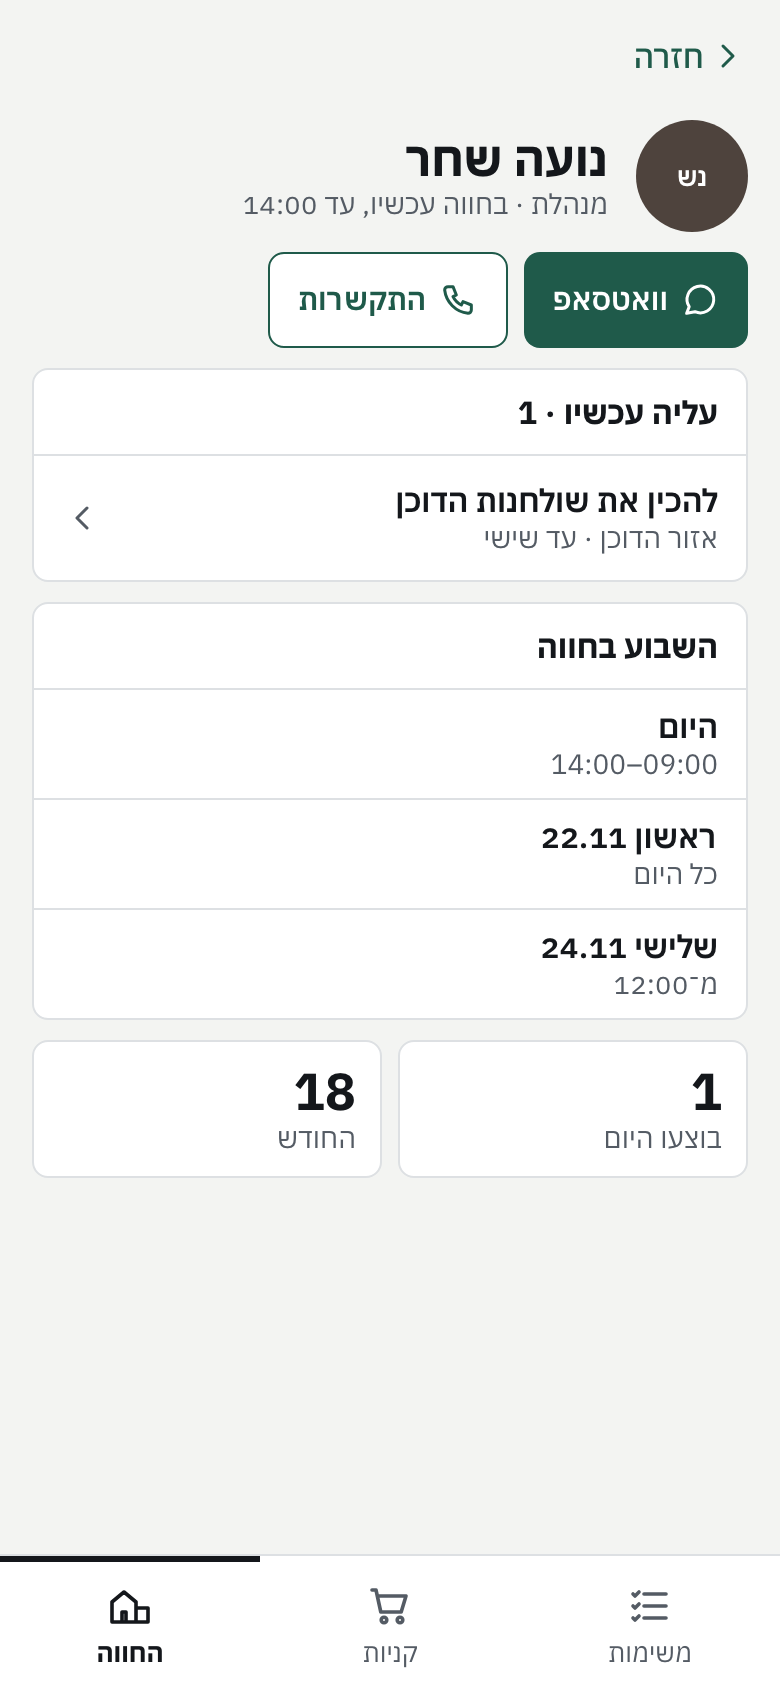 חזרה
נש
נועה שחר
מנהלת · בחווה עכשיו, עד 14:00
וואטסאפ
התקשרות
עליה עכשיו · 1
להכין את שולחנות הדוכן
אזור הדוכן · עד שישי
השבוע בחווה
היום
09:00–14:00
ראשון 22.11
כל היום
שלישי 24.11
מ־12:00
1
בוצעו היום
18
החודש
משימות
קניות
החווה